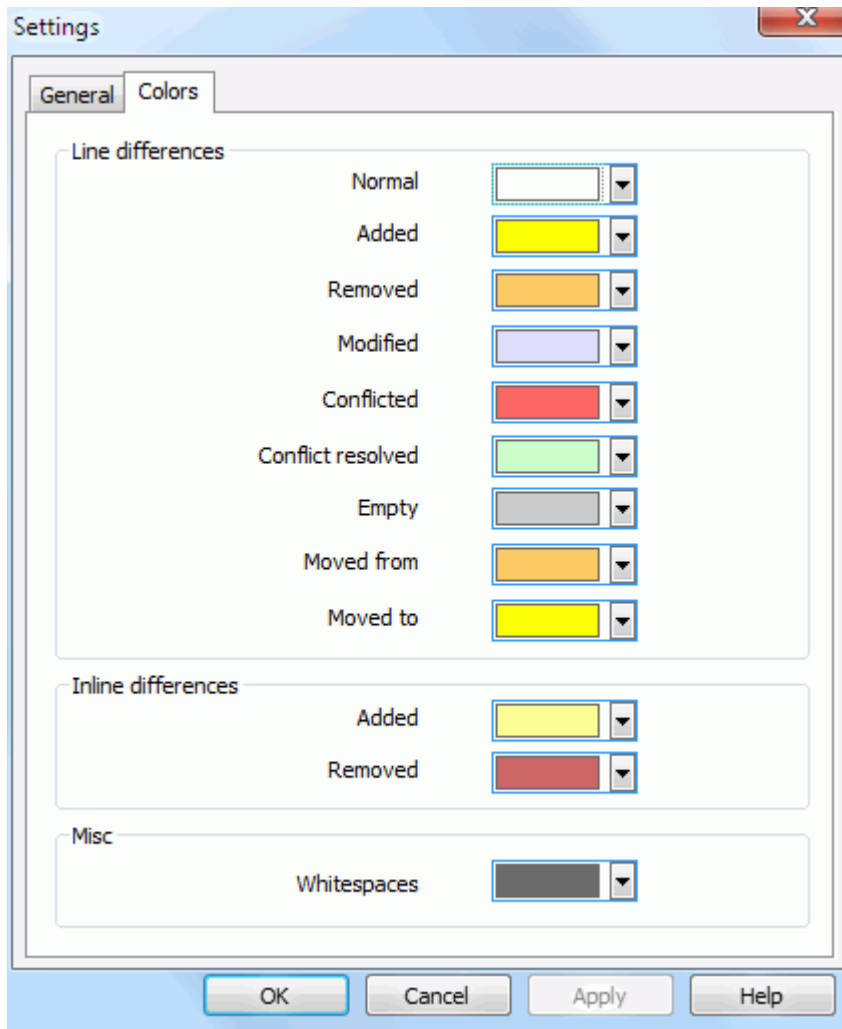 Settings
General Colors
Line differences
Normal
Added
Removed
Modified
Conflicted
Conflict resolved
Empty
Moved from
Moved to
Inline differences
Added
Removed
Misc
Whitespaces
OK Cancel Apply Help